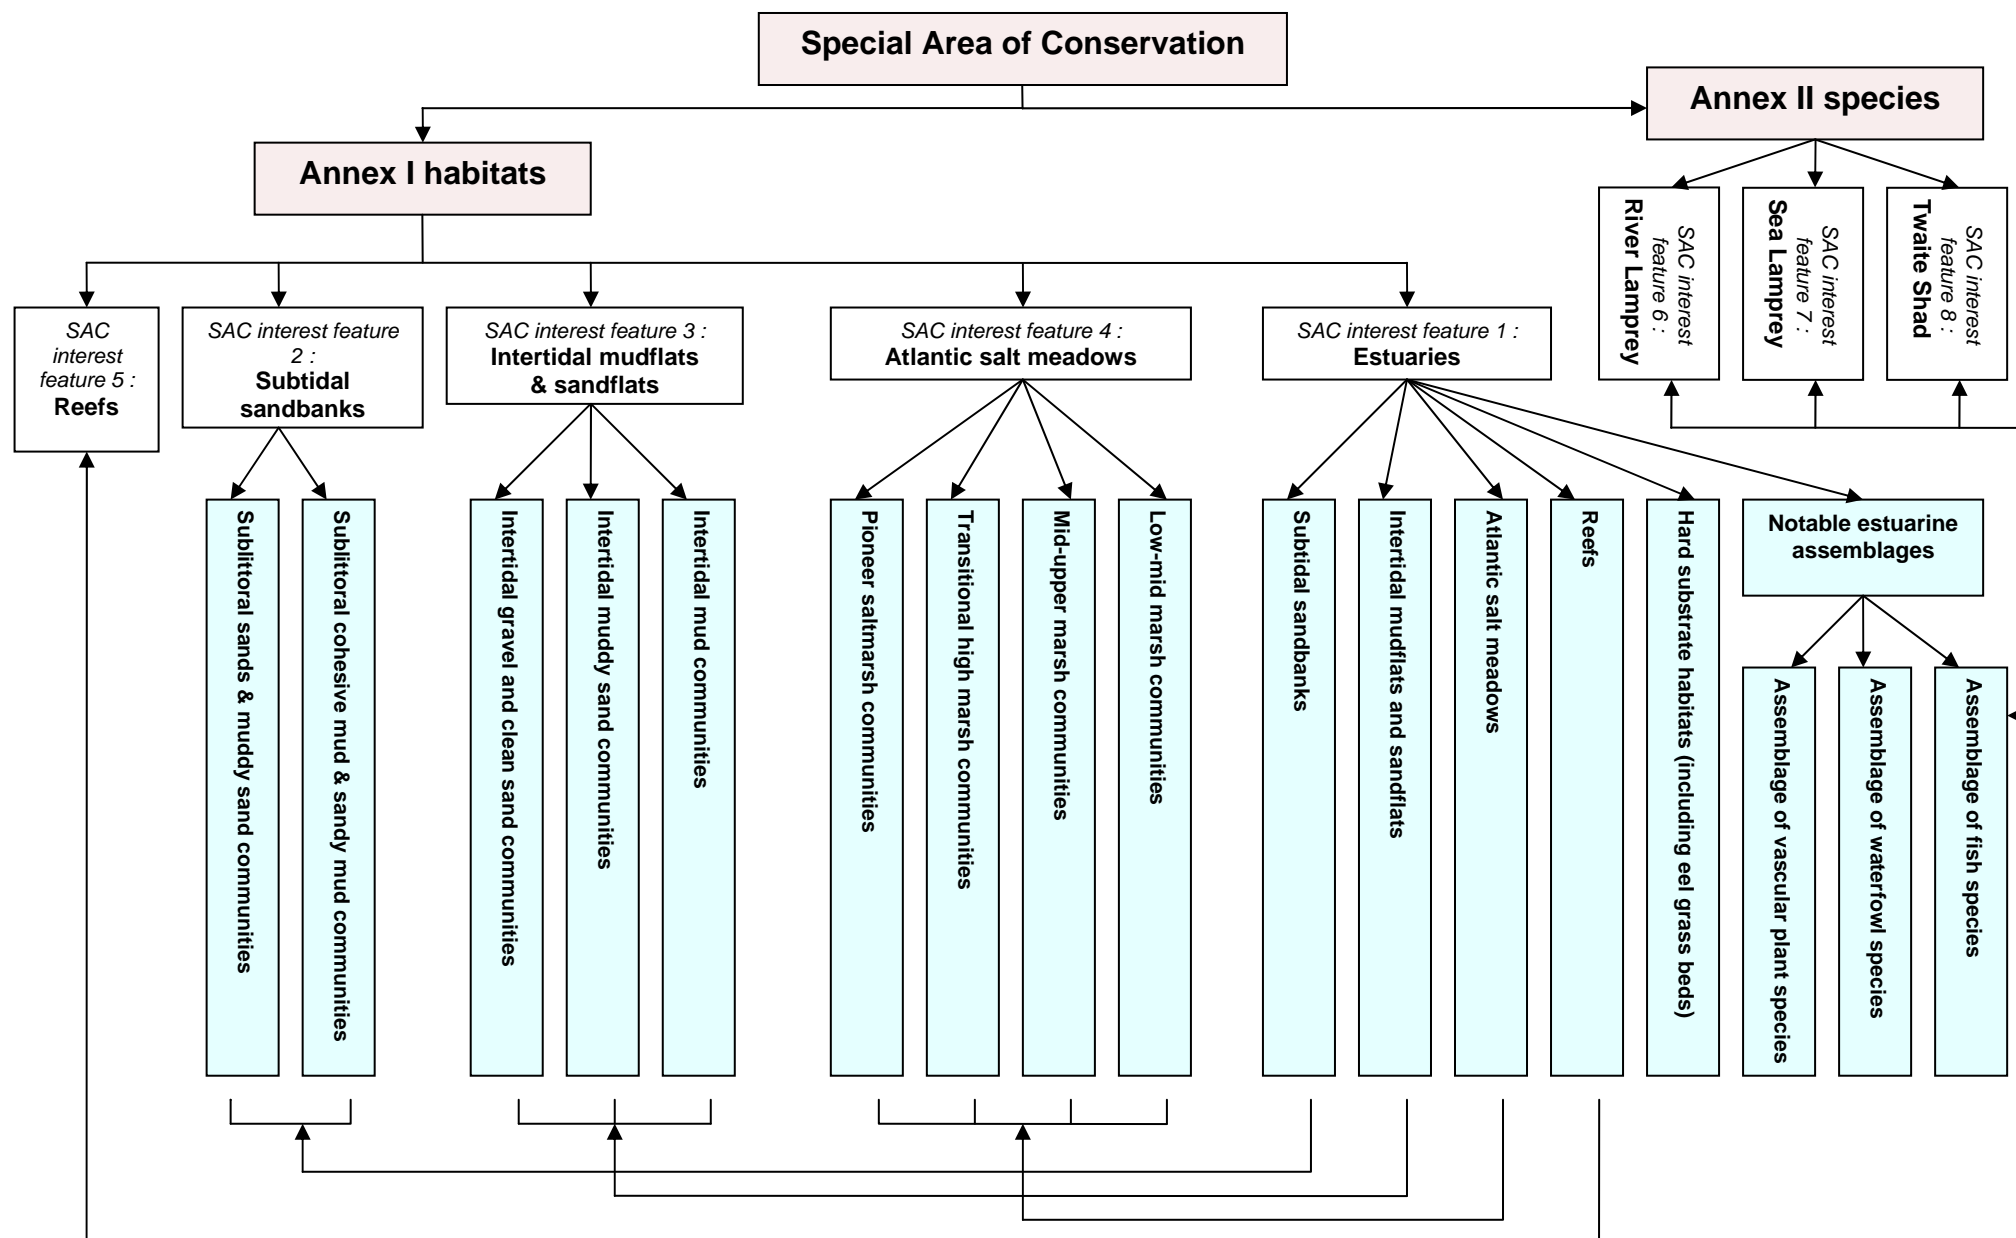 Special Area of Conservation
Annex II species
Annex I habitats
SAC interest
feature 6 :
River Lamprey
SAC interest
feature 7 :
Sea Lamprey
SAC interest
feature 8 :
Twaite Shad
SAC
interest
feature 5 :
Reefs
SAC interest feature
2 :
Subtidal
sandbanks
SAC interest feature 3 :
Intertidal mudflats
& sandflats
SAC interest feature 4 :
Atlantic salt meadows
SAC interest feature 1 :
Estuaries
Sublittoral sands & muddy sand communities
Sublittoral cohesive mud & sandy mud communities
Intertidal gravel and clean sand communities
Intertidal muddy sand communities
Intertidal mud communities
Pioneer saltmarsh communities
Transitional high marsh communities
Mid-upper marsh communities
Low-mid marsh communities
Subtidal sandbanks
Intertidal mudflats and sandflats
Atlantic salt meadows
Reefs
Hard substrate habitats (including eel grass beds)
Notable estuarine
assemblages
Assemblage of vascular plant species
Assemblage of waterfowl species
Assemblage of fish species